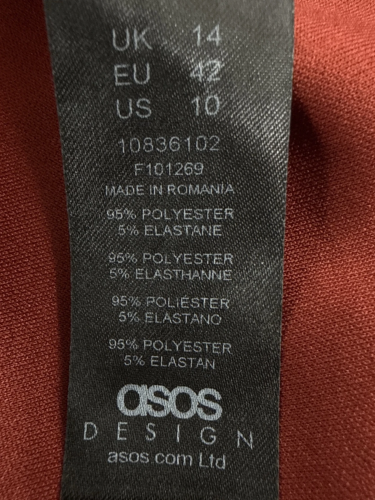 UK 14
EU 42
US 10
10836102
F101269
MADE IN ROMANIA
95% POLYESTER
5% ELASTANE
95% POLYESTER
5% ELASTHANNE
95% POLIÉSTER
5% ELASTANO
95% POLYESTER
5% ELASTAN
asos
DESIGN
asos.com Ltd